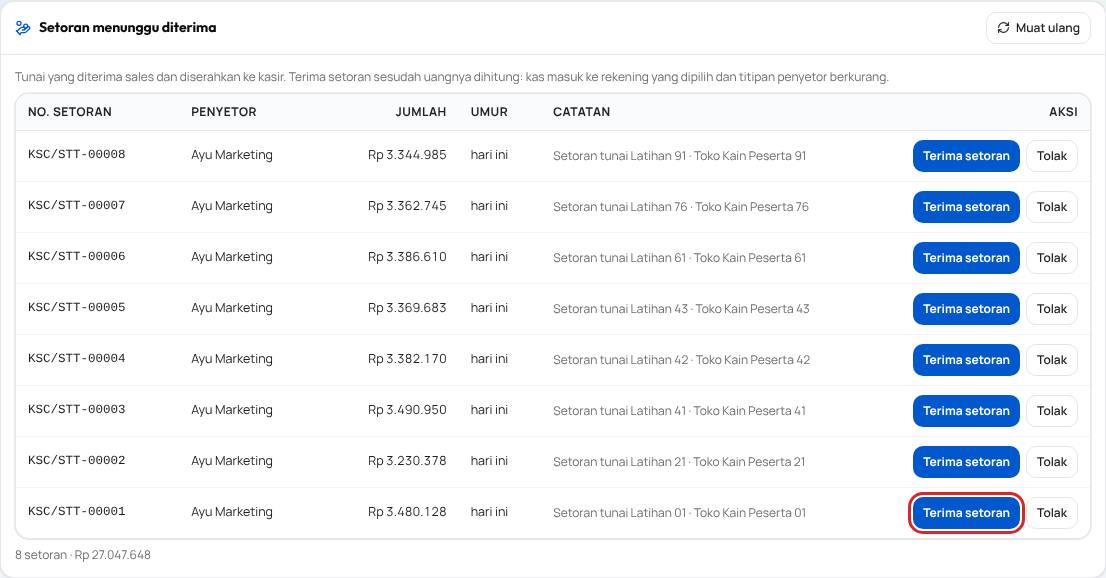 Setoran menunggu diterima
Muat ulang
Tunai yang diterima sales dan diserahkan ke kasir. Terima setoran sesudah uangnya dihitung: kas masuk ke rekening yang dipilih dan titipan penyetor berkurang.
NO. SETORAN PENYETOR JUMLAH UMUR CATATAN AKSI
KSC/STT-00008 Ayu Marketing Rp 3.344.985 hari ini Setoran tunai Latihan 91 · Toko Kain Peserta 91 Terima setoran Tolak
KSC/STT-00007 Ayu Marketing Rp 3.362.745 hari ini Setoran tunai Latihan 76 · Toko Kain Peserta 76 Terima setoran Tolak
KSC/STT-00006 Ayu Marketing Rp 3.386.610 hari ini Setoran tunai Latihan 61 · Toko Kain Peserta 61 Terima setoran Tolak
KSC/STT-00005 Ayu Marketing Rp 3.369.683 hari ini Setoran tunai Latihan 43 · Toko Kain Peserta 43 Terima setoran Tolak
KSC/STT-00004 Ayu Marketing Rp 3.382.170 hari ini Setoran tunai Latihan 42 · Toko Kain Peserta 42 Terima setoran Tolak
KSC/STT-00003 Ayu Marketing Rp 3.490.950 hari ini Setoran tunai Latihan 41 · Toko Kain Peserta 41 Terima setoran Tolak
KSC/STT-00002 Ayu Marketing Rp 3.230.378 hari ini Setoran tunai Latihan 21 · Toko Kain Peserta 21 Terima setoran Tolak
KSC/STT-00001 Ayu Marketing Rp 3.480.128 hari ini Setoran tunai Latihan 01 · Toko Kain Peserta 01 Terima setoran Tolak
8 setoran · Rp 27.047.648